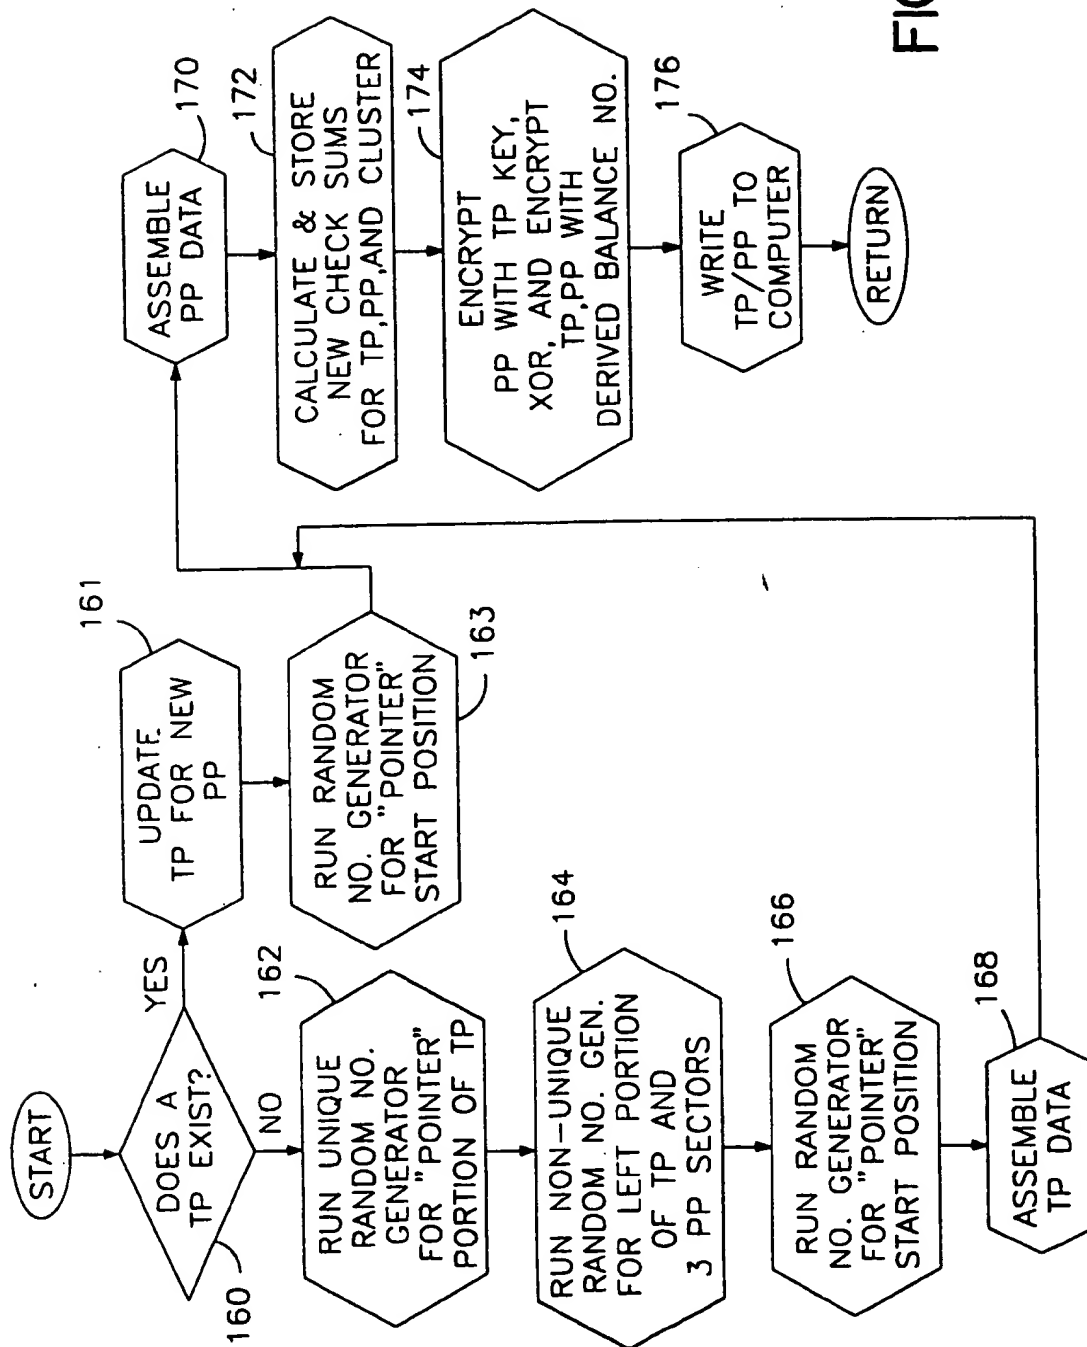 START
DOES A
TP EXIST?
160
YES
NO
UPDATE
TP FOR NEW
PP
161
RUN RANDOM
NO. GENERATOR
FOR "POINTER"
START POSITION
163
RUN UNIQUE
RANDOM NO.
GENERATOR
FOR "POINTER"
PORTION OF TP
162
RUN NON-UNIQUE
RANDOM NO. GEN.
FOR LEFT PORTION
OF TP AND
3 PP SECTORS
164
RUN RANDOM
NO. GENERATOR
FOR "POINTER"
START POSITION
166
ASSEMBLE
TP DATA
168
ASSEMBLE
PP DATA
170
CALCULATE & STORE
NEW CHECK SUMS
FOR TP,PP,AND CLUSTER
172
ENCRYPT
PP WITH TP KEY,
XOR, AND ENCRYPT
TP,PP WITH
DERIVED BALANCE NO.
174
WRITE
TP/PP TO
COMPUTER
176
RETURN